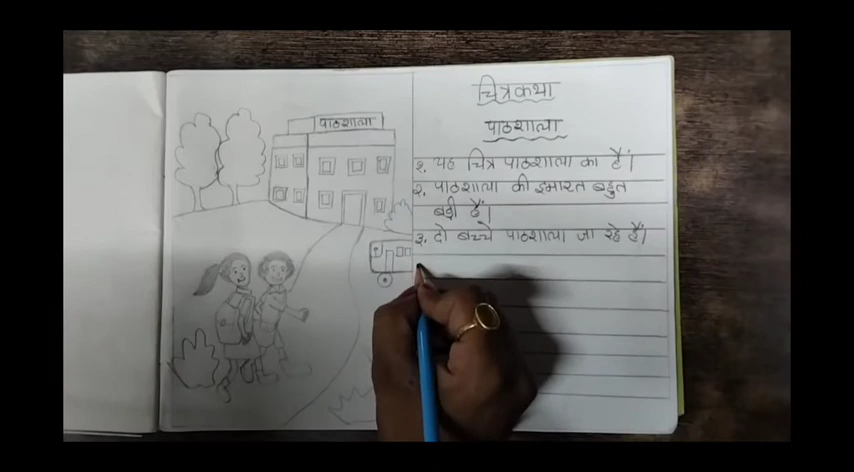 पाठशाला
चित्रकथा
पाठशाला
१. यह चित्र पाठशाला का हैं।
२. पाठशाला की इमारत बहुत
बड़ी हैं।
३. दो बच्चे पाठशाला जा रहे हैं।